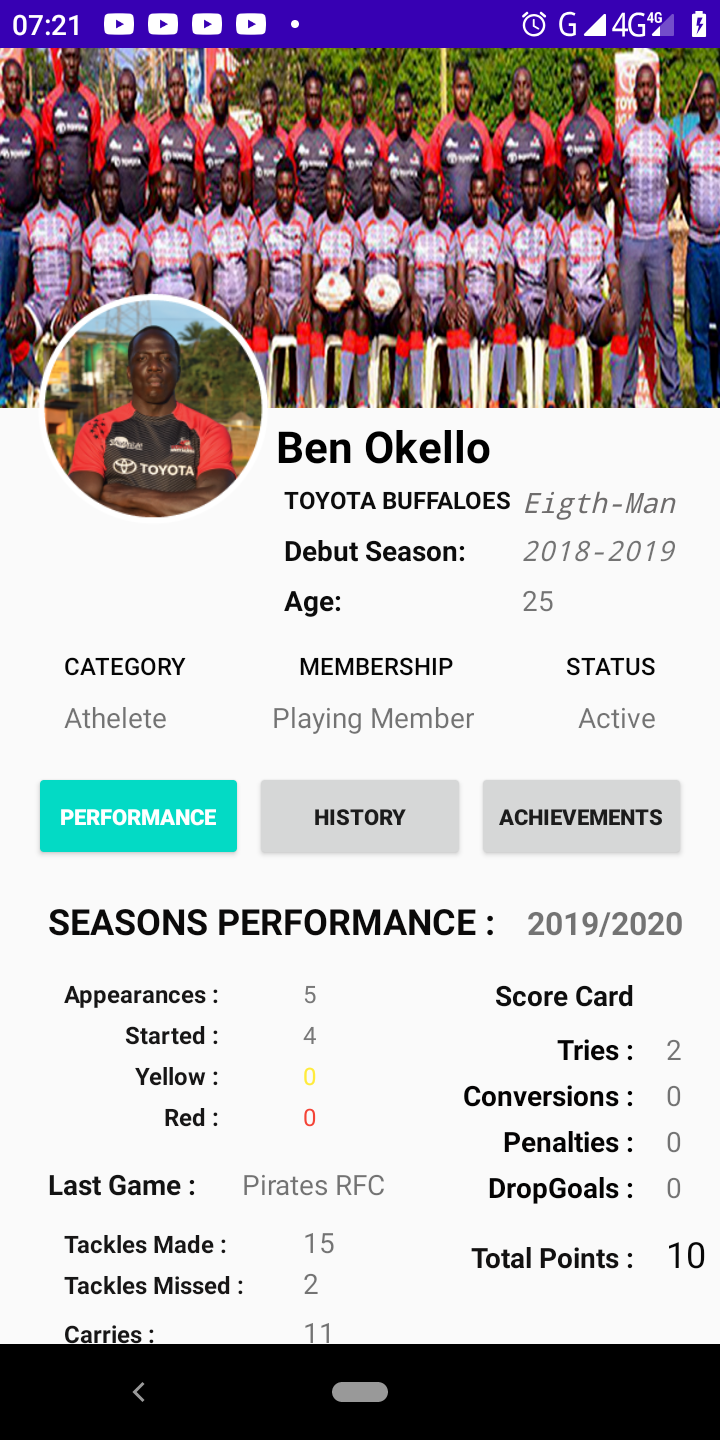 07:21 G 4G 4G
TOYOTA
TOYOTA
Ben Okello
TOYOTA BUFFALOES Eigth-Man
Debut Season: 2018-2019
Age: 25
CATEGORY MEMBERSHIP STATUS
Athelete Playing Member Active
PERFORMANCE HISTORY ACHIEVEMENTS
SEASONS PERFORMANCE : 2019/2020
Appearances : 5
Started : 4
Yellow : 0
Red : 0
Score Card
Tries : 2
Conversions : 0
Penalties : 0
DropGoals : 0
Last Game : Pirates RFC
Tackles Made : 15
Tackles Missed : 2
Carries : 11
Total Points : 10